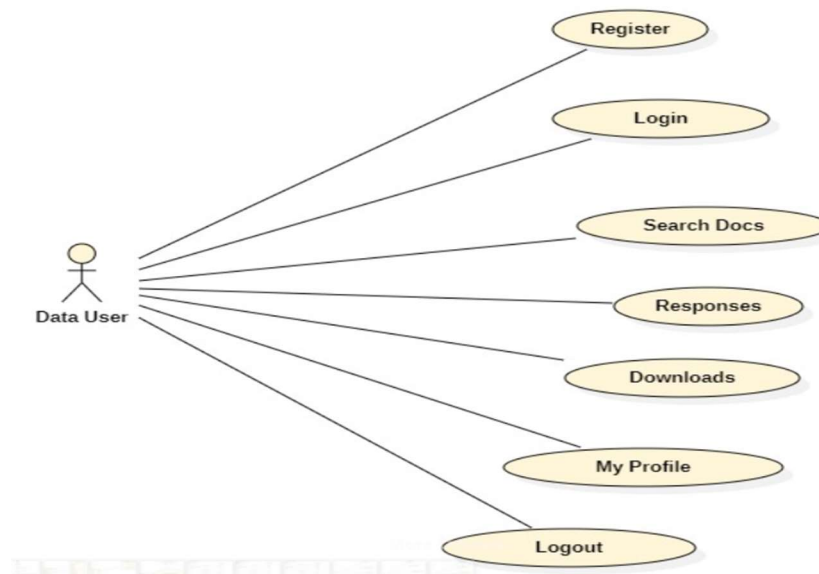 Register
Login
Search Docs
Responses
Data User
Downloads
My Profile
Logout